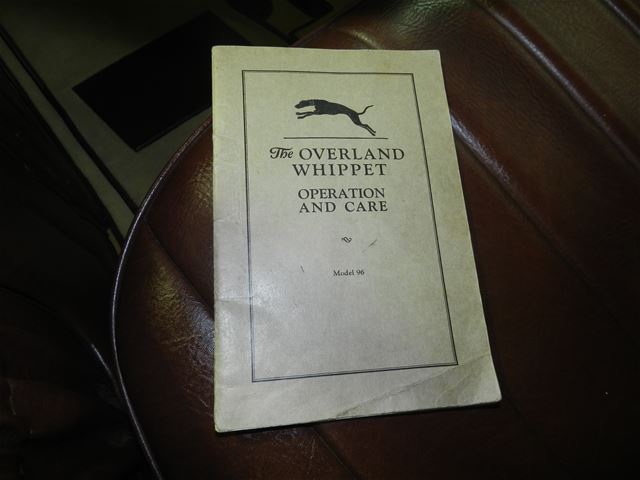 The OVERLAND
WHIPPET
OPERATION
AND CARE
Model 96